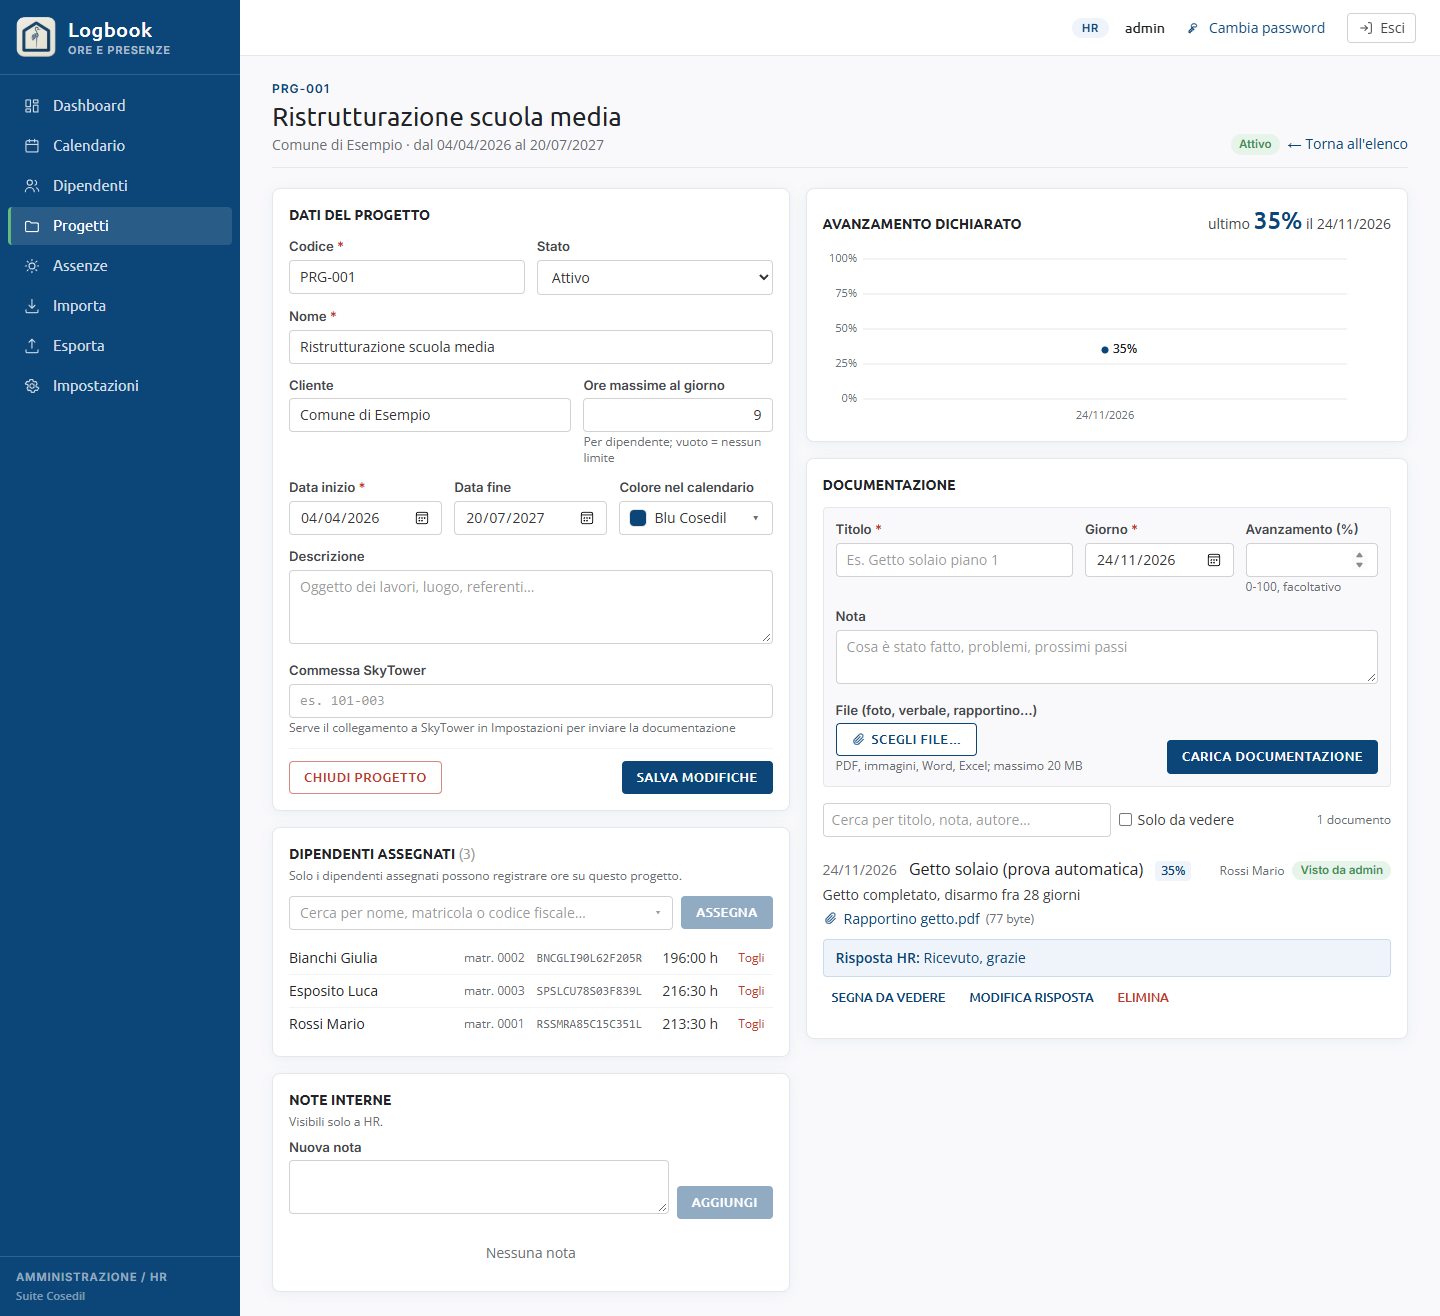 Logbook
ORE E PRESENZE
Dashboard
Calendario
Dipendenti
Progetti
Assenze
Importa
Esporta
Impostazioni
AMMINISTRAZIONE / HR
Suite Cosedil
HR admin Cambia password Esci
PRG-001
Ristrutturazione scuola media
Comune di Esempio · dal 04/04/2026 al 20/07/2027
Attivo ← Torna all'elenco
DATI DEL PROGETTO
Codice * Stato
PRG-001 Attivo
Nome *
Ristrutturazione scuola media
Cliente Ore massime al giorno
Comune di Esempio 9
Per dipendente; vuoto = nessun
limite
Data inizio * Data fine Colore nel calendario
04/04/2026 20/07/2027 Blu Cosedil
Descrizione
Oggetto dei lavori, luogo, referenti...
Commessa SkyTower
es. 101-003
Serve il collegamento a SkyTower in Impostazioni per inviare la documentazione
CHIUDI PROGETTO SALVA MODIFICHE
DIPENDENTI ASSEGNATI (3)
Solo i dipendenti assegnati possono registrare ore su questo progetto.
Cerca per nome, matricola o codice fiscale... ASSEGNA
Bianchi Giulia matr. 0002 BNCGLI90L62F205R 196:00 h Togli
Esposito Luca matr. 0003 SPSLCU78S03F839L 216:30 h Togli
Rossi Mario matr. 0001 RSSMRA85C15C351L 213:30 h Togli
NOTE INTERNE
Visibili solo a HR.
Nuova nota
AGGIUNGI
Nessuna nota
AVANZAMENTO DICHIARATO ultimo 35% il 24/11/2026
100%
75%
50%
35%
25%
0%
24/11/2026
DOCUMENTAZIONE
Titolo * Giorno * Avanzamento (%)
Es. Getto solaio piano 1 24/11/2026
0-100, facoltativo
Nota
Cosa è stato fatto, problemi, prossimi passi
File (foto, verbale, rapportino...)
SCEGLI FILE...
PDF, immagini, Word, Excel; massimo 20 MB
CARICA DOCUMENTAZIONE
Cerca per titolo, nota, autore... Solo da vedere 1 documento
24/11/2026 Getto solaio (prova automatica) 35% Rossi Mario Visto da admin
Getto completato, disarmo fra 28 giorni
Rapportino getto.pdf (77 byte)
Risposta HR: Ricevuto, grazie
SEGNA DA VEDERE MODIFICA RISPOSTA ELIMINA